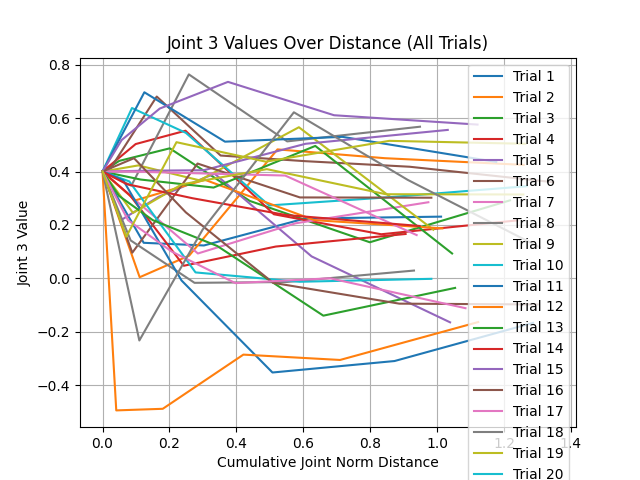 Joint 3 Values Over Distance (All Trials)
Joint 3 Value
0.8
0.6
0.4
0.2
0.0
−0.2
−0.4
0.0 0.2 0.4 0.6 0.8 1.0 1.2 1.4
Cumulative Joint Norm Distance
Trial 1
Trial 2
Trial 3
Trial 4
Trial 5
Trial 6
Trial 7
Trial 8
Trial 9
Trial 10
Trial 11
Trial 12
Trial 13
Trial 14
Trial 15
Trial 16
Trial 17
Trial 18
Trial 19
Trial 20